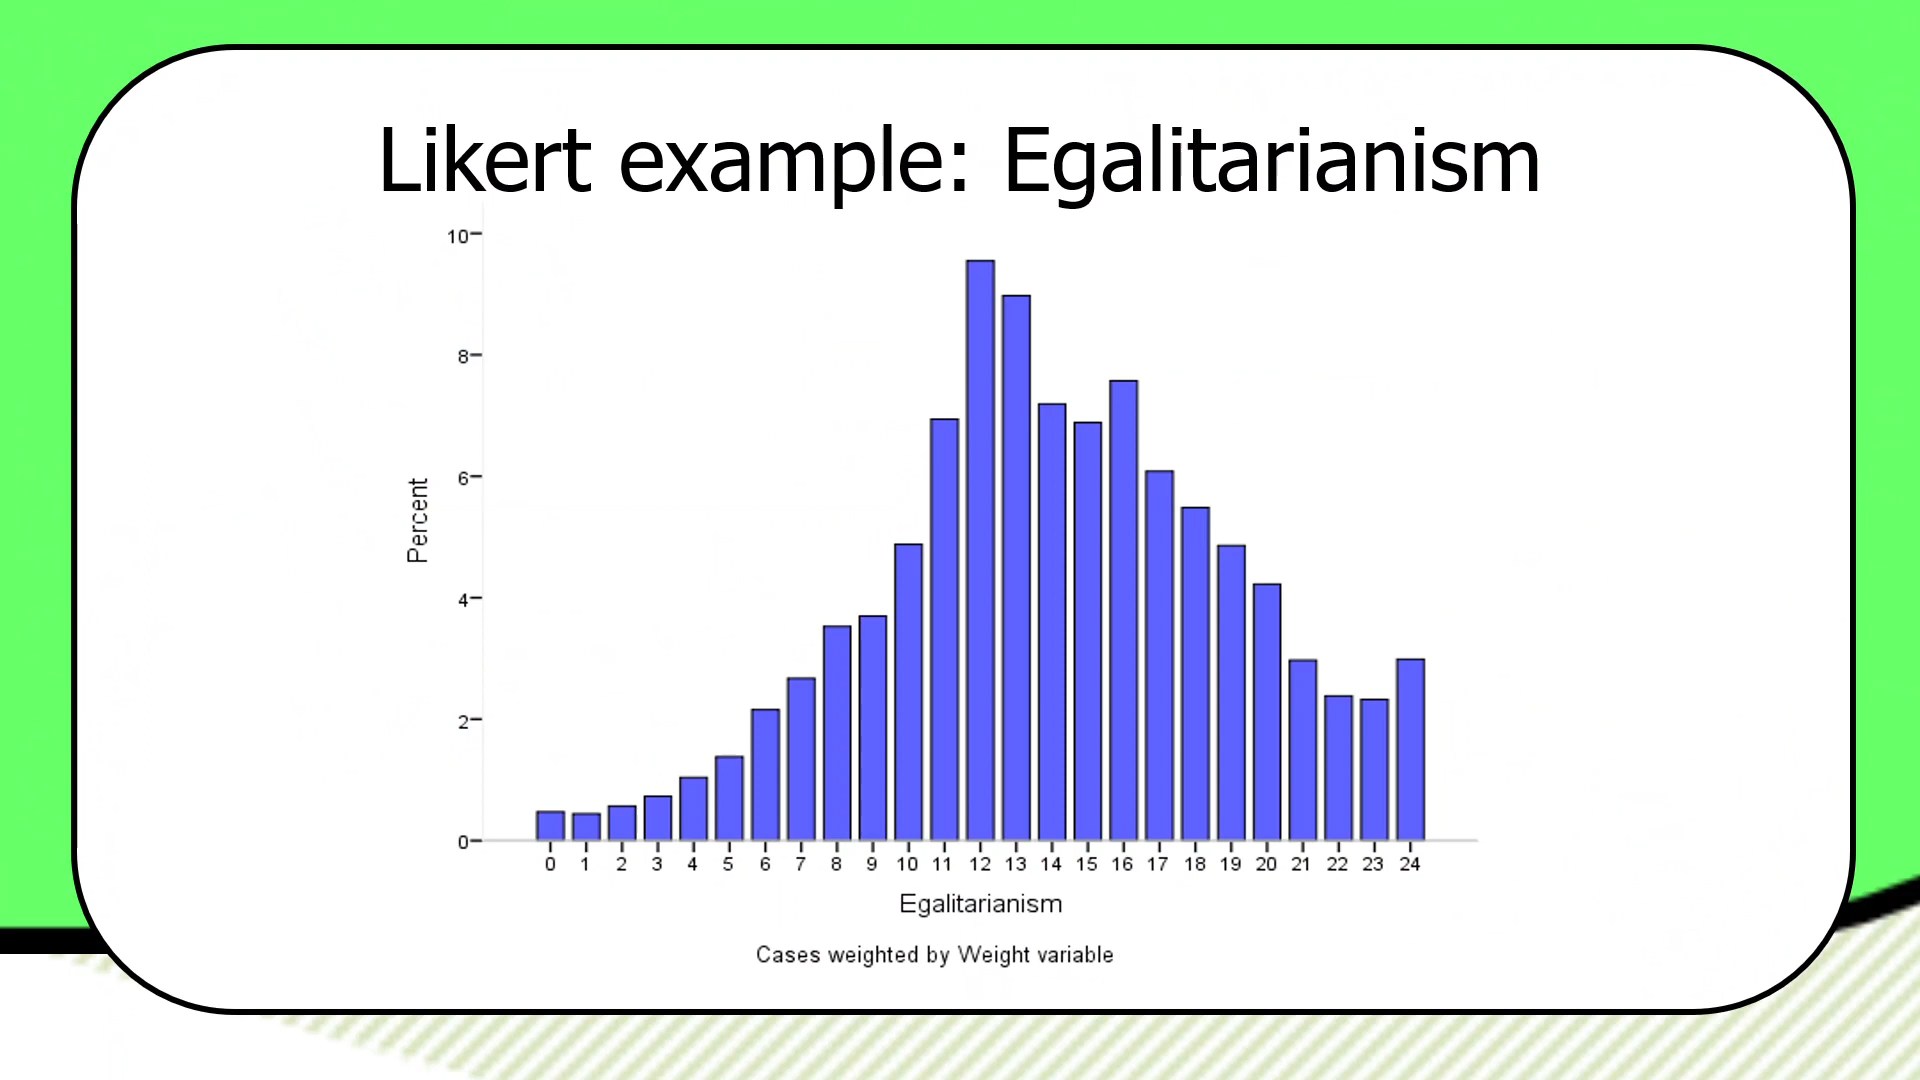 Likert example: Egalitarianism
10
8
6
4
2
0
Percent
0 1 2 3 4 5 6 7 8 9 10 11 12 13 14 15 16 17 18 19 20 21 22 23 24
Egalitarianism
Cases weighted by Weight variable